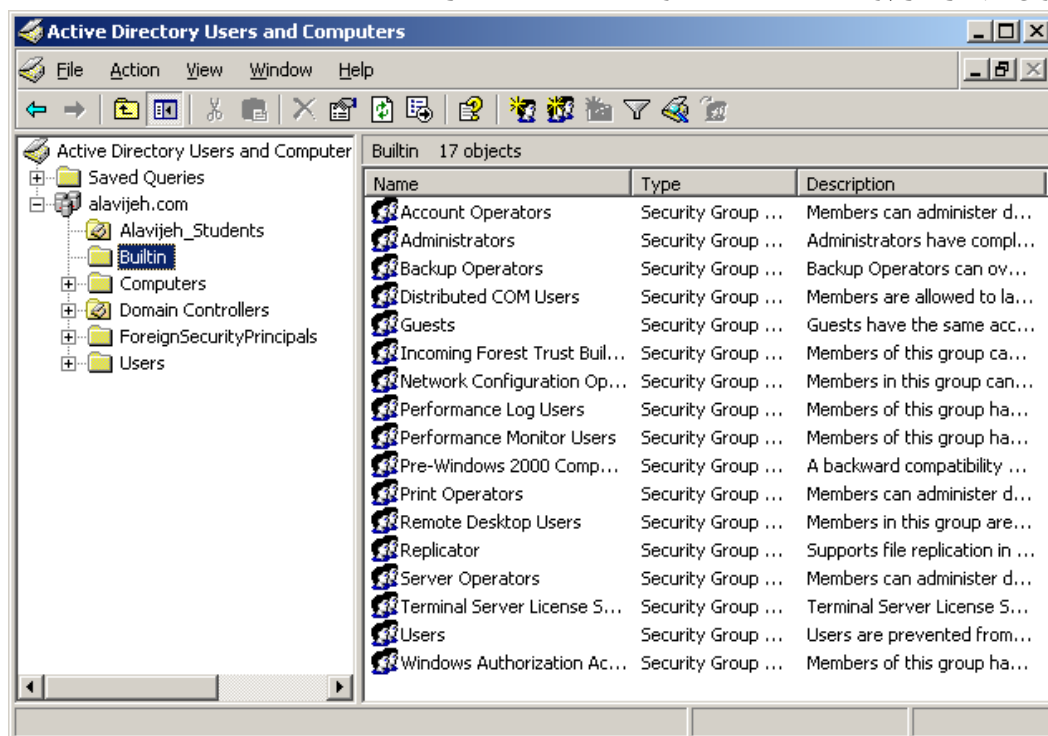 Active Directory Users and Computers
File Action View Window Help
Active Directory Users and Computer
Saved Queries
alavijeh.com
Alavijeh_Students
Builtin
Computers
Domain Controllers
ForeignSecurityPrincipals
Users
Builtin 17 objects
Name Type Description
Account Operators Security Group ... Members can administer d...
Administrators Security Group ... Administrators have compl...
Backup Operators Security Group ... Backup Operators can ov...
Distributed COM Users Security Group ... Members are allowed to la...
Guests Security Group ... Guests have the same acc...
Incoming Forest Trust Buil... Security Group ... Members of this group ca...
Network Configuration Op... Security Group ... Members in this group can...
Performance Log Users Security Group ... Members of this group ha...
Performance Monitor Users Security Group ... Members of this group ha...
Pre-Windows 2000 Comp... Security Group ... A backward compatibility ...
Print Operators Security Group ... Members can administer d...
Remote Desktop Users Security Group ... Members in this group are...
Replicator Security Group ... Supports file replication in ...
Server Operators Security Group ... Members can administer d...
Terminal Server License S... Security Group ... Terminal Server License S...
Users Security Group ... Users are prevented from...
Windows Authorization Ac... Security Group ... Members of this group ha...